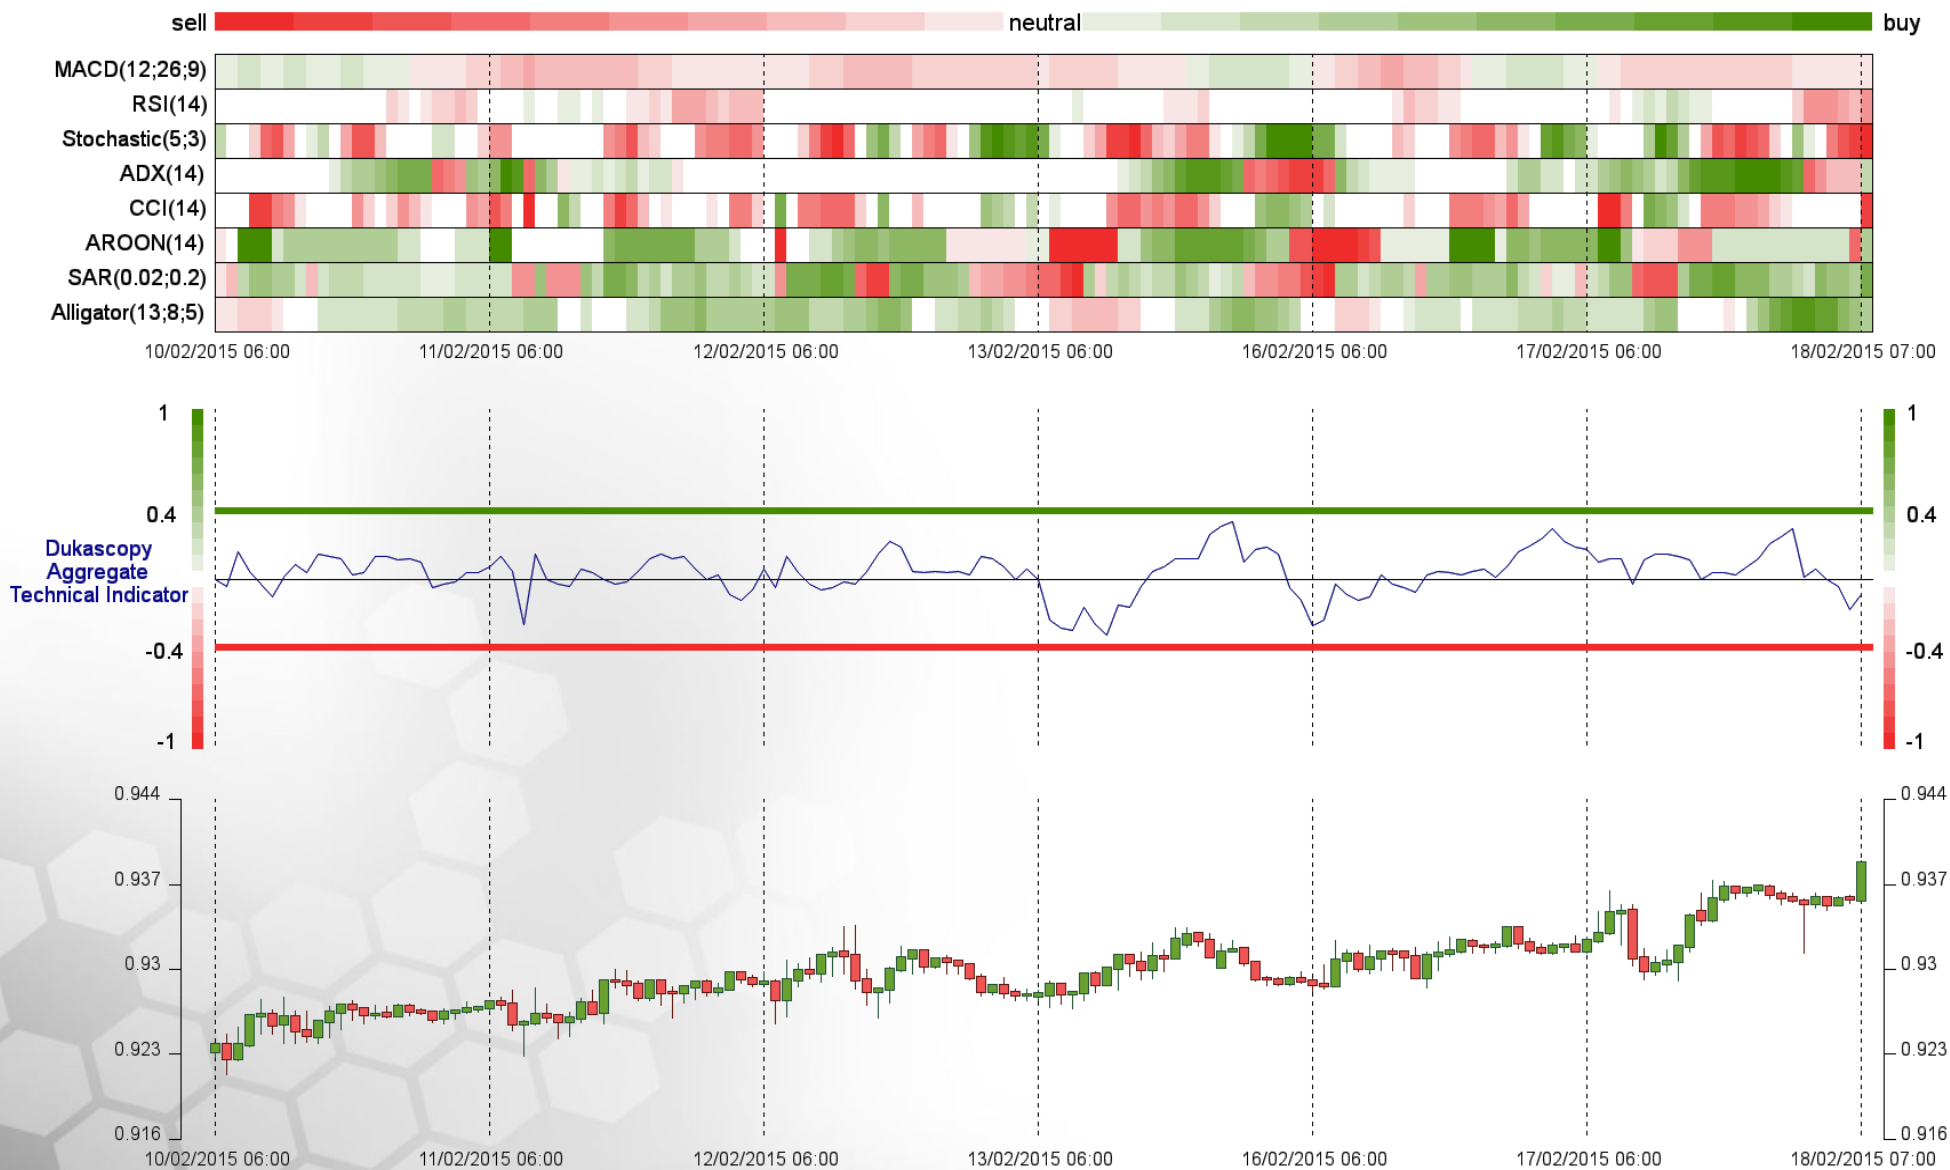 sell neutral buy
MACD(12;26;9)
RSI(14)
Stochastic(5;3)
ADX(14)
CCI(14)
AROON(14)
SAR(0.02;0.2)
Alligator(13;8;5)
10/02/2015 06:00 11/02/2015 06:00 12/02/2015 06:00 13/02/2015 06:00 16/02/2015 06:00 17/02/2015 06:00 18/02/2015 07:00
1 1
0.4 0.4
Dukascopy
Aggregate
Technical Indicator
-0.4 -0.4
-1 -1
0.944 0.944
0.937 0.937
0.93 0.93
0.923 0.923
0.916 0.916
10/02/2015 06:00 11/02/2015 06:00 12/02/2015 06:00 13/02/2015 06:00 16/02/2015 06:00 17/02/2015 06:00 18/02/2015 07:00